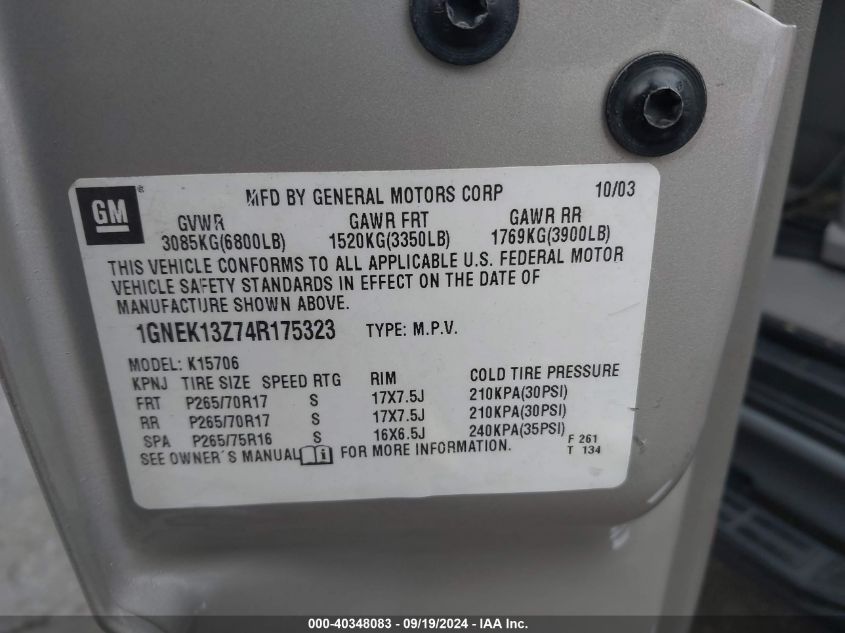 GM ® MFD BY GENERAL MOTORS CORP 10/03
GVWR GAWR FRT GAWR RR
3085KG(6800LB) 1520KG(3350LB) 1769KG(3900LB)
THIS VEHICLE CONFORMS TO ALL APPLICABLE U.S. FEDERAL MOTOR
VEHICLE SAFETY STANDARDS IN EFFECT ON THE DATE OF
MANUFACTURE SHOWN ABOVE.
1GNEK13Z74R175323 TYPE: M.P.V.
MODEL: K15706
KPNJ TIRE SIZE SPEED RTG RIM COLD TIRE PRESSURE
FRT P265/70R17 S 17X7.5J 210KPA(30PSI)
RR P265/70R17 S 17X7.5J 210KPA(30PSI)
SPA P265/75R16 S 16X6.5J 240KPA(35PSI)
SEE OWNER'S MANUAL i FOR MORE INFORMATION.
F 261
T 134
000-40348083 - 09/19/2024 - IAA Inc.